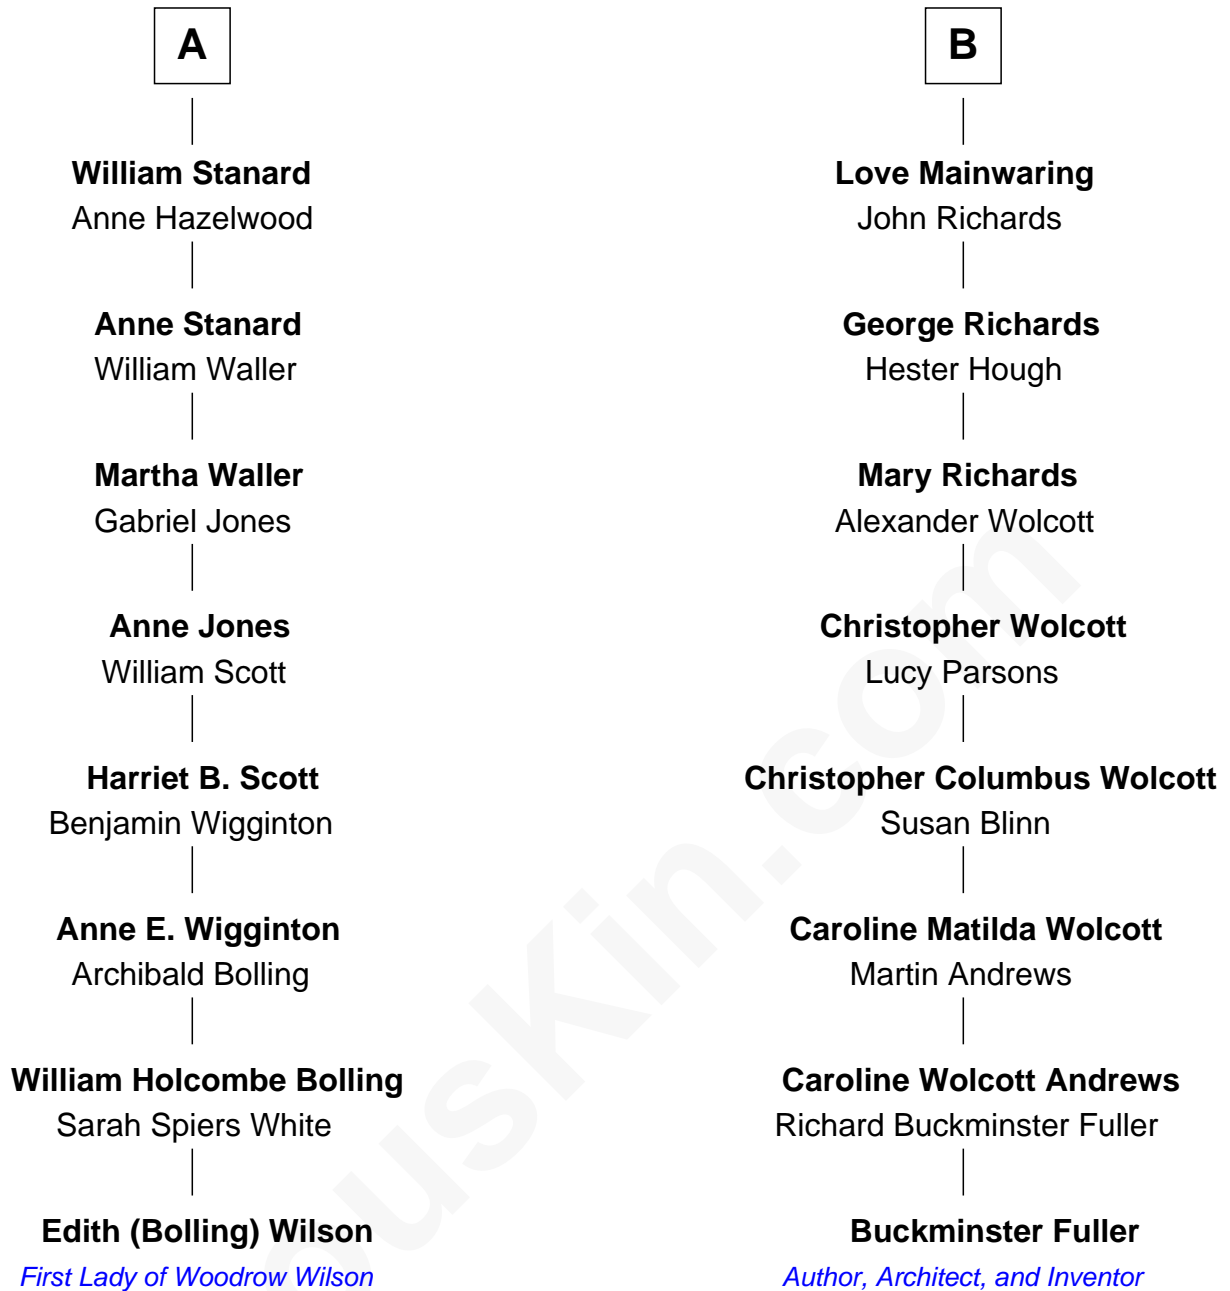 A
William Stanard
Anne Hazelwood
Anne Stanard
William Waller
Martha Waller
Gabriel Jones
Anne Jones
William Scott
Harriet B. Scott
Benjamin Wigginton
Anne E. Wigginton
Archibald Bolling
William Holcombe Bolling
Sarah Spiers White
Edith (Bolling) Wilson
First Lady of Woodrow Wilson
B
Love Mainwaring
John Richards
George Richards
Hester Hough
Mary Richards
Alexander Wolcott
Christopher Wolcott
Lucy Parsons
Christopher Columbus Wolcott
Susan Blinn
Caroline Matilda Wolcott
Martin Andrews
Caroline Wolcott Andrews
Richard Buckminster Fuller
Buckminster Fuller
Author, Architect, and Inventor
ousKin.com